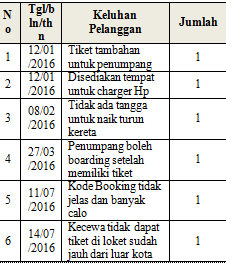 No Tgl/bln/thn Keluhan Pelanggan Jumlah
1 12/01/2016 Tiket tambahan untuk penumpang 1
2 12/01/2016 Disediakan tempat untuk charger Hp 1
3 08/02/2016 Tidak ada tangga untuk naik turun kereta 1
4 27/03/2016 Penumpang boleh boarding setelah memiliki tiket 1
5 11/07/2016 Kode Booking tidak jelas dan banyak calo 1
6 14/07/2016 Kecewa tidak dapat tiket di loket sudah jauh dari luar kota 1